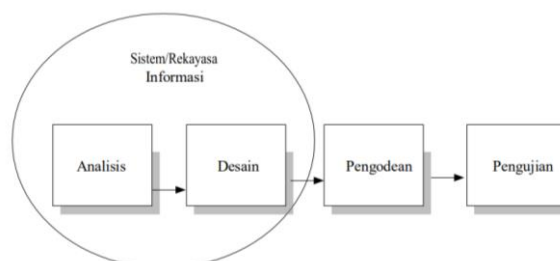 Sistem/Rekayasa
Informasi
Analisis
Desain
Pengodean
Pengujian